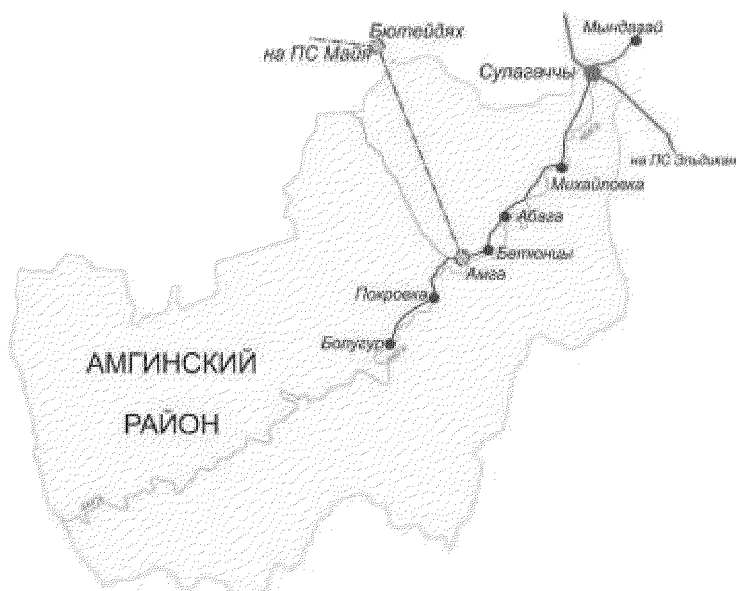 Бютейдях
на ПС Майя
Мындагай
Сулагаччы
на ПС Эльдикан
Михайловка
Абага
Бетюнцы
Амга
Покровка
Болугур
АМГИНСКИЙ
РАЙОН